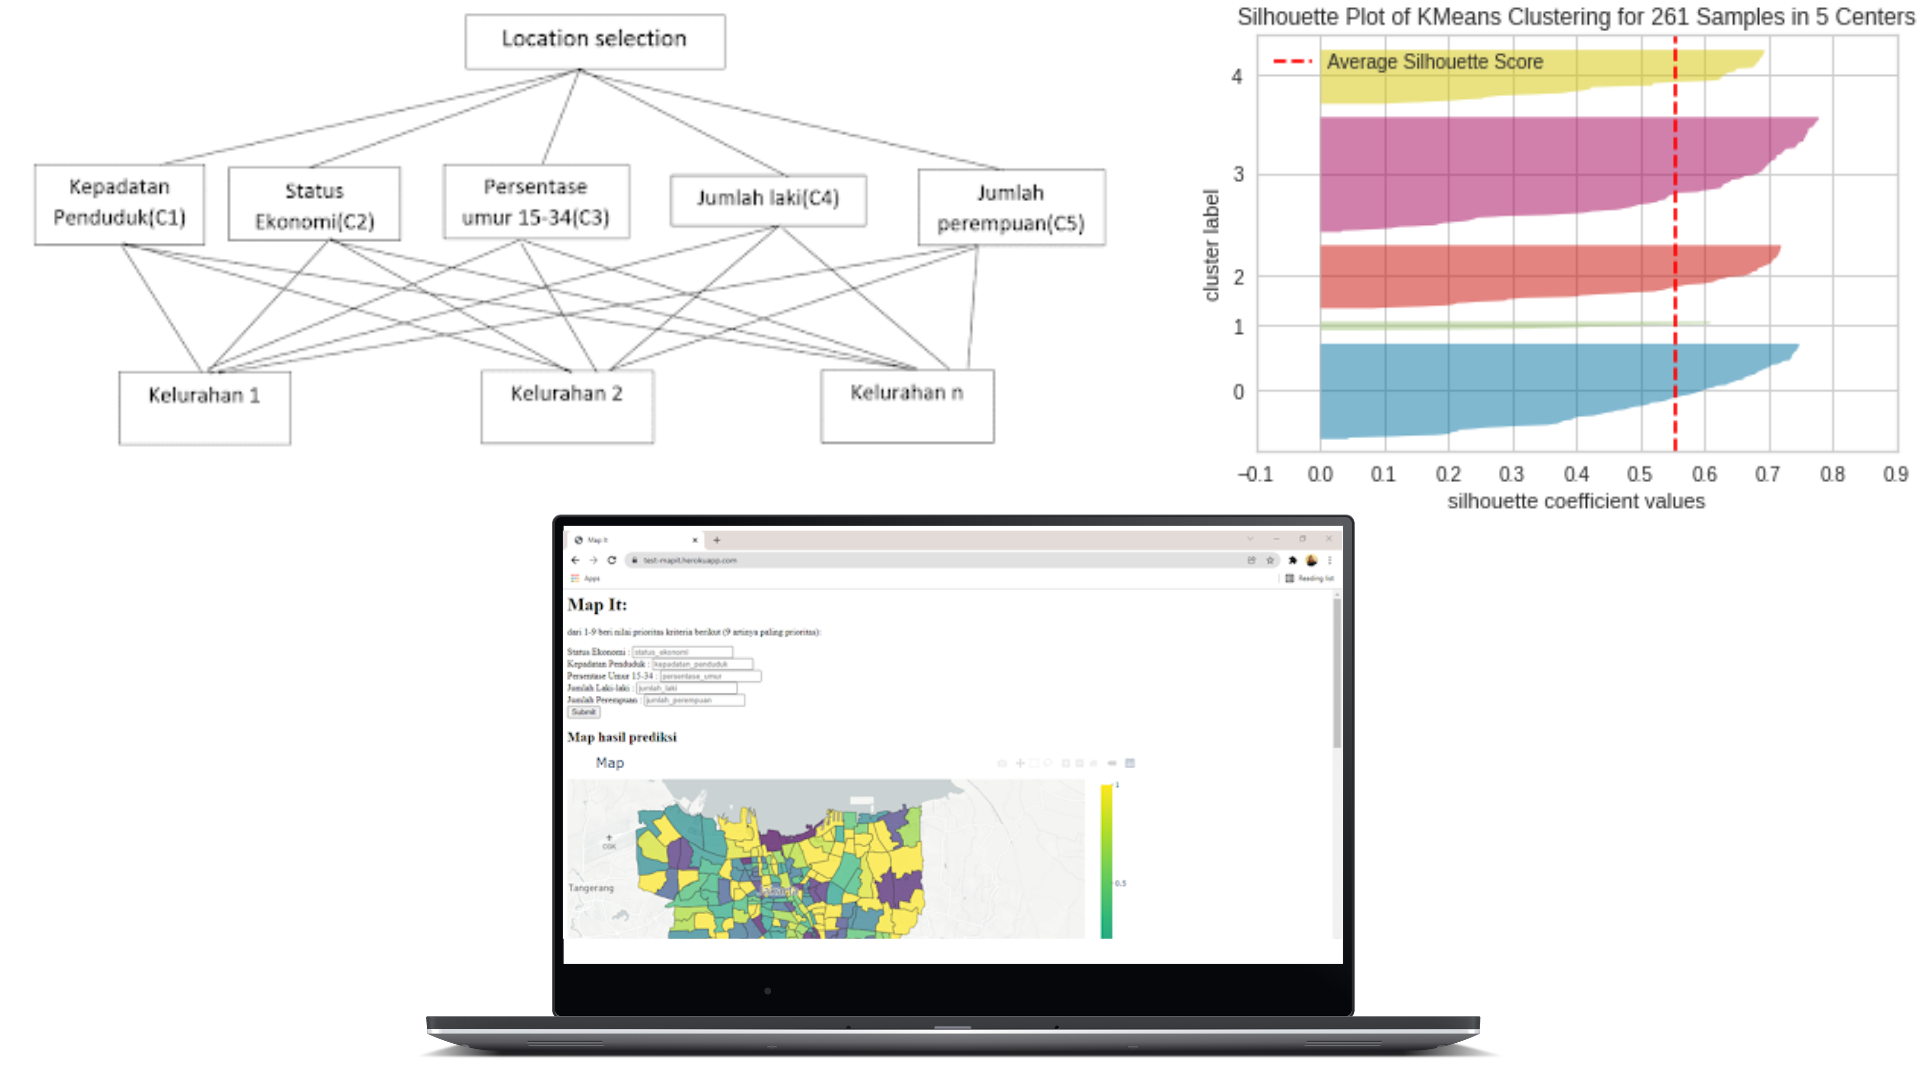 Location selection
Kepadatan
Penduduk(C1)
Status
Ekonomi(C2)
Persentase
umur 15-34(C3)
Jumlah laki(C4)
Jumlah
perempuan(C5)
Kelurahan 1
Kelurahan 2
Kelurahan n
Silhouette Plot of KMeans Clustering for 261 Samples in 5 Centers
Average Silhouette Score
cluster label
4
3
2
1
0
−0.1 0.0 0.1 0.2 0.3 0.4 0.5 0.6 0.7 0.8 0.9
silhouette coefficient values
Map It
test-mapit.herokuapp.com
Apps
Reading list
Map It:
dari 1-9 beri nilai prioritas kriteria berikut (9 artinya paling prioritas):
Status Ekonomi : status_ekonomi
Kepadatan Penduduk : kepadatan_penduduk
Persentase Umur 15-34 : persentase_umur
Jumlah Laki-laki : jumlah_laki
Jumlah Perempuan : jumlah_perempuan
Submit
Map hasil prediksi
Map
1
0.5
CGK
Tangerang
Jakarta